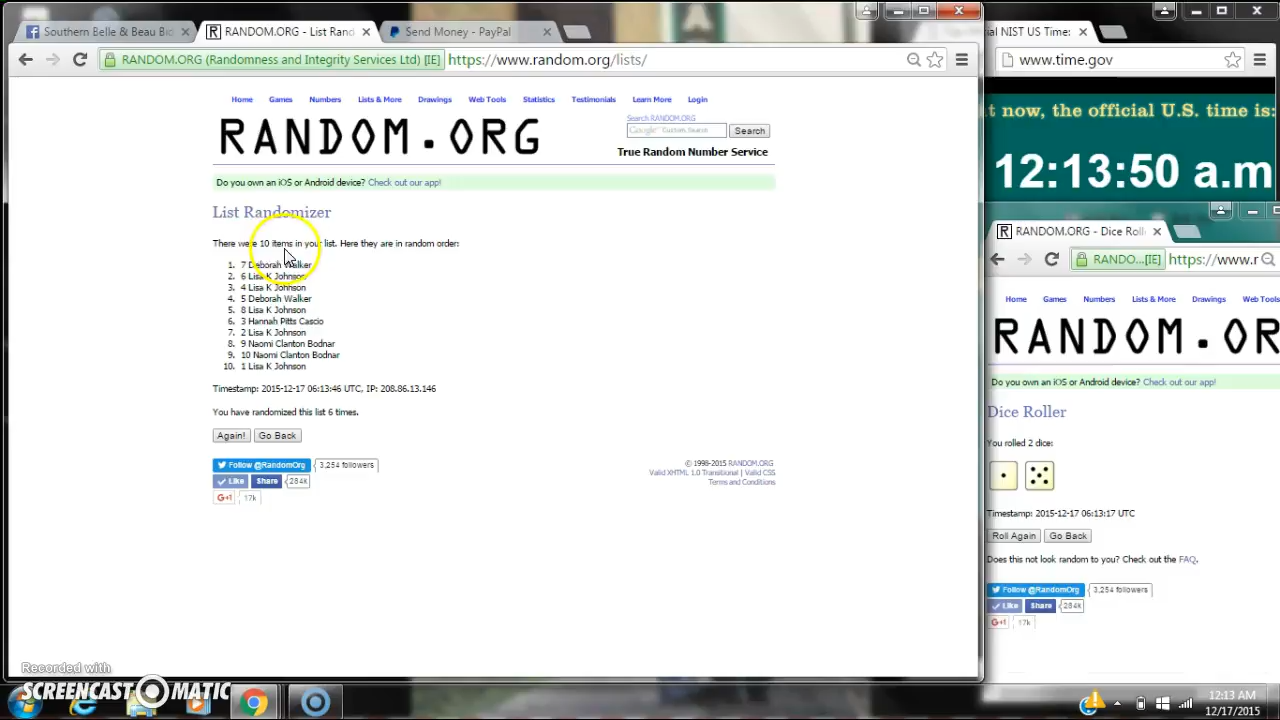 Southern Belle & Beau Bi
RANDOM.ORG - List Rand
Send Money - PayPal
RANDOM.ORG (Randomness and Integrity Services Ltd) [IE]
https://www.random.org/lists/
Home Games Numbers Lists & More Drawings Web Tools Statistics Testimonials Learn More Login
RANDOM.ORG
Search RANDOM.ORG
Google Custom Search
Search
True Random Number Service
Do you own an iOS or Android device? Check out our app!
List Randomizer
There were 10 items in your list. Here they are in random order:
1. 7 Deborah Walker
2. 6 Lisa K Johnson
3. 4 Lisa K Johnson
4. 5 Deborah Walker
5. 8 Lisa K Johnson
6. 3 Hannah Pitts Cascio
7. 2 Lisa K Johnson
8. 9 Naomi Clanton Bodnar
9. 10 Naomi Clanton Bodnar
10. 1 Lisa K Johnson
Timestamp: 2015-12-17 06:13:46 UTC, IP: 208.86.13.146
You have randomized this list 6 times.
Again! Go Back
Follow @RandomOrg 3,254 followers
Like Share 284k
G+1 17k
© 1998-2015 RANDOM.ORG
Valid XHTML 1.0 Transitional | Valid CSS
Terms and Conditions
al NIST US Time:
www.time.gov
t now, the official U.S. time is:
12:13:50 a.m
RANDOM.ORG - Dice Roll
RANDO...[IE]
https://www.r
Home Games Numbers Lists & More Drawings Web Tools
RANDOM.ORG
Do you own an iOS or Android device? Check out our app!
Dice Roller
You rolled 2 dice:
Timestamp: 2015-12-17 06:13:17 UTC
Roll Again Go Back
Does this not look random to you? Check out the FAQ.
Follow @RandomOrg 3,254 followers
Like Share 284k
G+1 17k
Recorded with
SCREENCAST MATIC
12:13 AM
12/17/2015